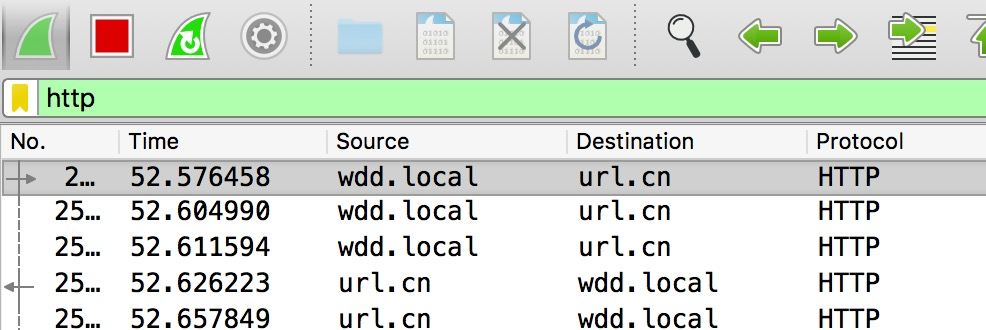 http
No. Time Source Destination Protocol
2… 52.576458 wdd.local url.cn HTTP
25… 52.604990 wdd.local url.cn HTTP
25… 52.611594 wdd.local url.cn HTTP
25… 52.626223 url.cn wdd.local HTTP
25… 52.657849 url.cn wdd.local HTTP